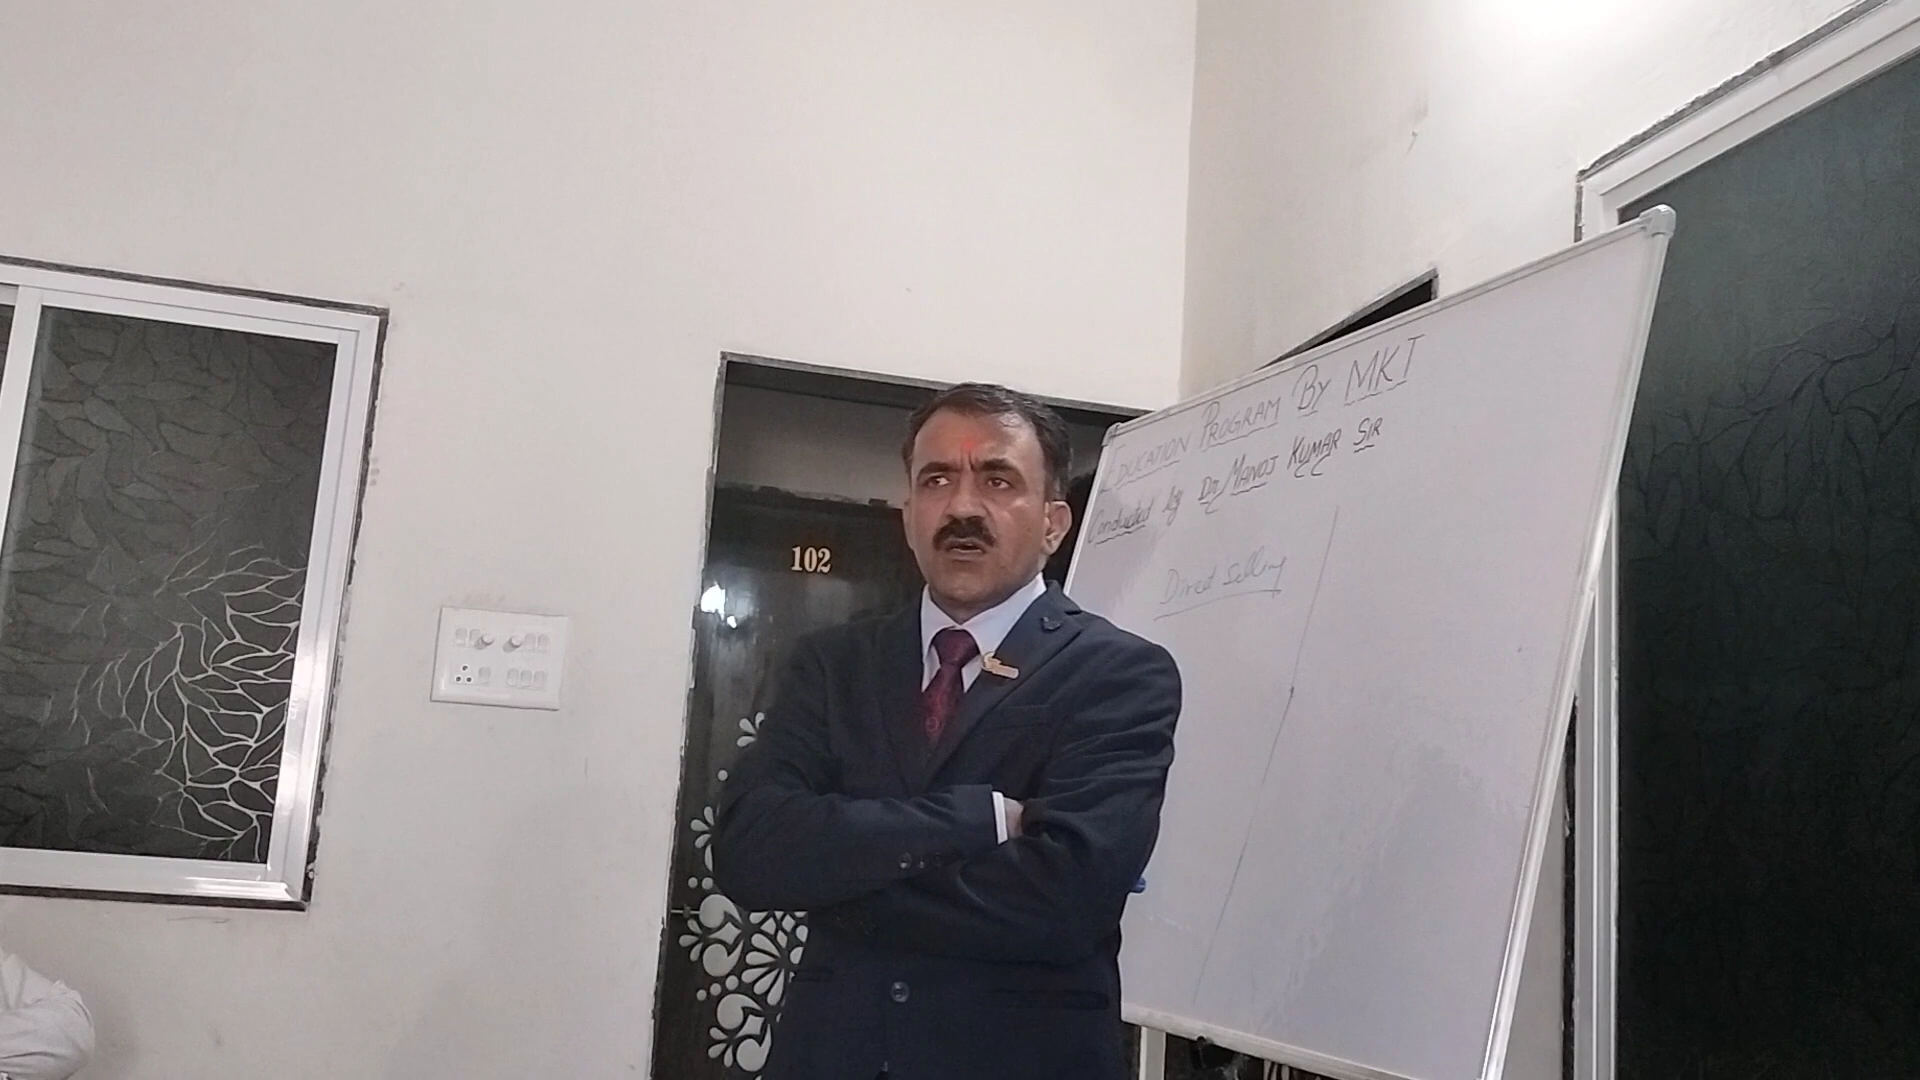 EDUCATION PROGRAM BY MKT
Conducted by DR MANOJ KUMAR SIR
Direct Selling
102